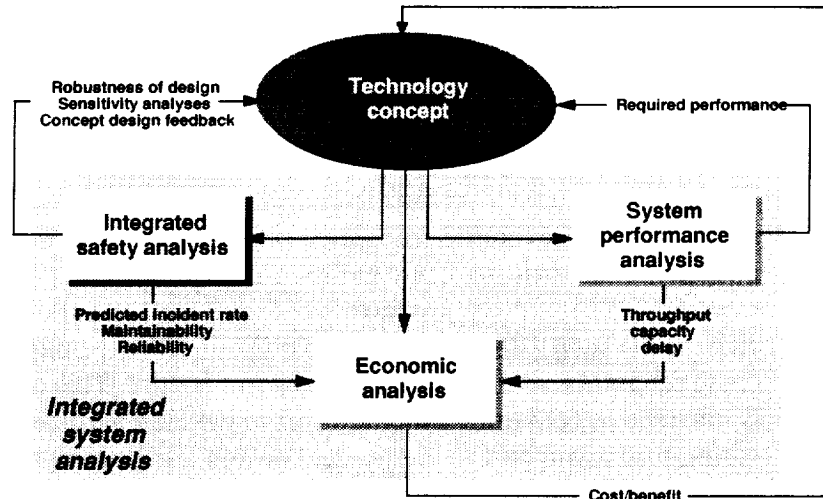 Technology
concept
Robustness of design
Sensitivity analyses
Concept design feedback
Required performance
Integrated
safety analysis
System
performance
analysis
Predicted incident rate
Maintainability
Reliability
Throughput
capacity
delay
Economic
analysis
Integrated
system
analysis
Cost/benefit